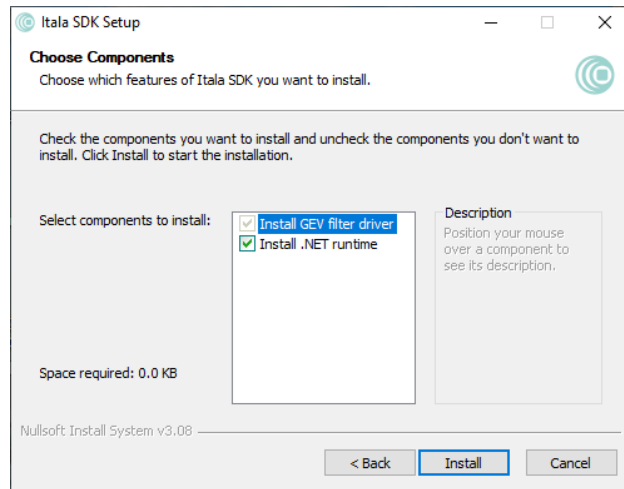 Itala SDK Setup
Choose Components
Choose which features of Itala SDK you want to install.
Check the components you want to install and uncheck the components you don't want to
install. Click Install to start the installation.
Select components to install:
Install GEV filter driver
Install .NET runtime
Description
Position your mouse
over a component to
see its description.
Space required: 0.0 KB
Nullsoft Install System v3.08
< Back
Install
Cancel